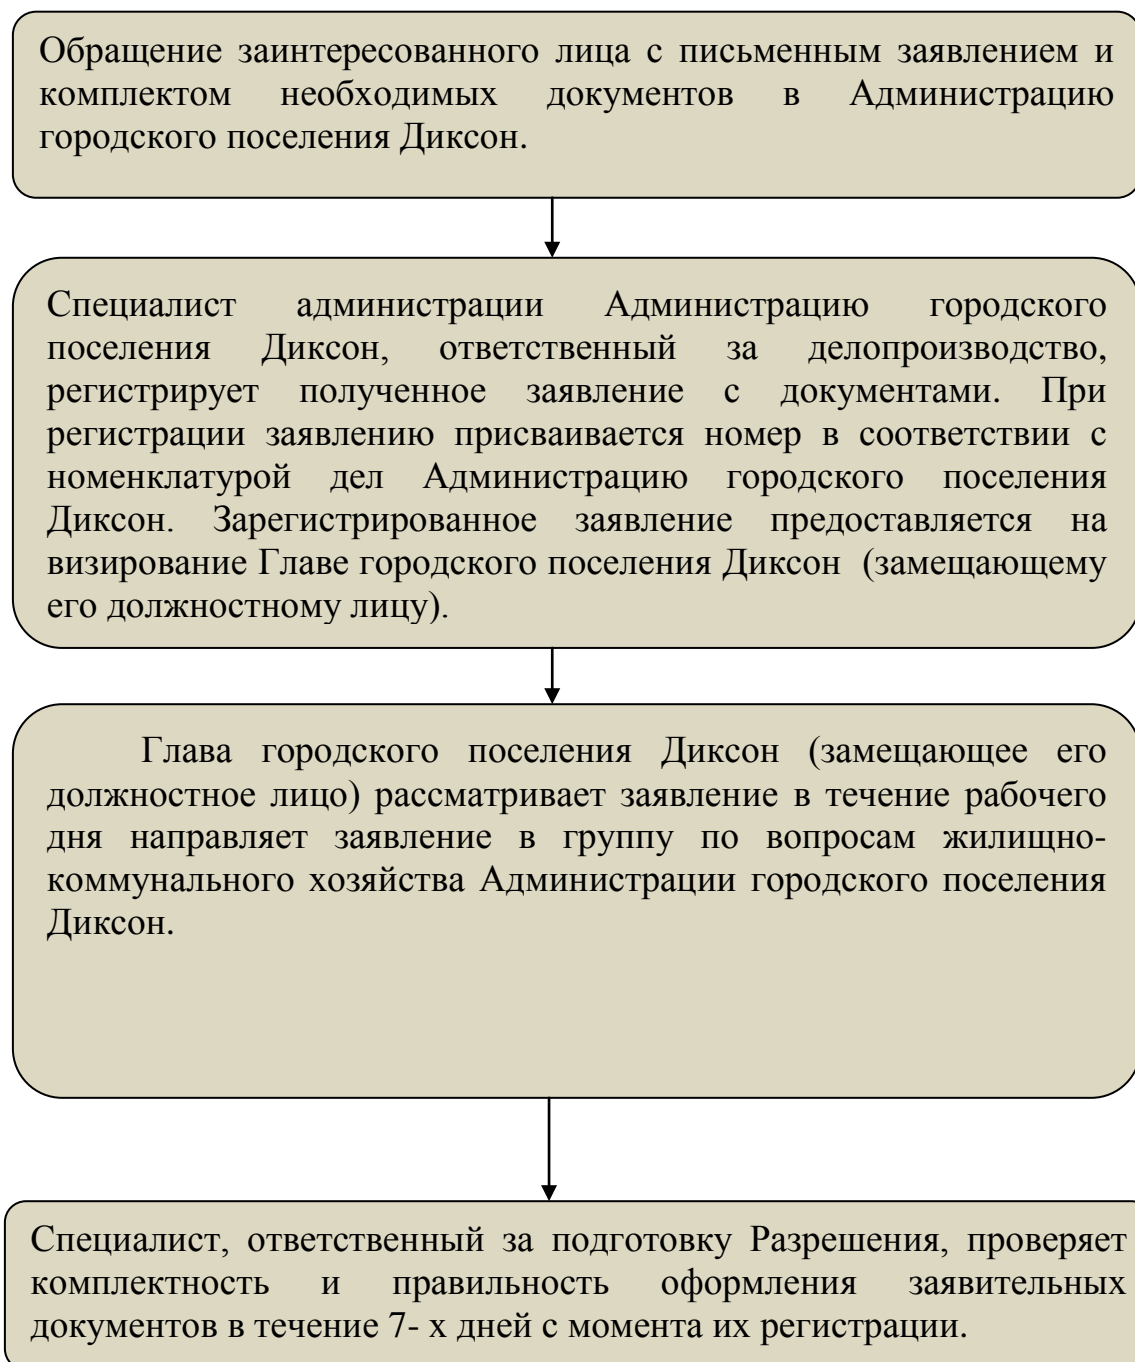 Обращение заинтересованного лица с письменным заявлением и
комплектом необходимых документов в Администрацию
городского поселения Диксон.
Специалист администрации Администрацию городского
поселения Диксон, ответственный за делопроизводство,
регистрирует полученное заявление с документами. При
регистрации заявлению присваивается номер в соответствии с
номенклатурой дел Администрацию городского поселения
Диксон. Зарегистрированное заявление предоставляется на
визирование Главе городского поселения Диксон (замещающему
его должностному лицу).
Глава городского поселения Диксон (замещающее его
должностное лицо) рассматривает заявление в течение рабочего
дня направляет заявление в группу по вопросам жилищно-
коммунального хозяйства Администрации городского поселения
Диксон.
Специалист, ответственный за подготовку Разрешения, проверяет
комплектность и правильность оформления заявительных
документов в течение 7- х дней с момента их регистрации.